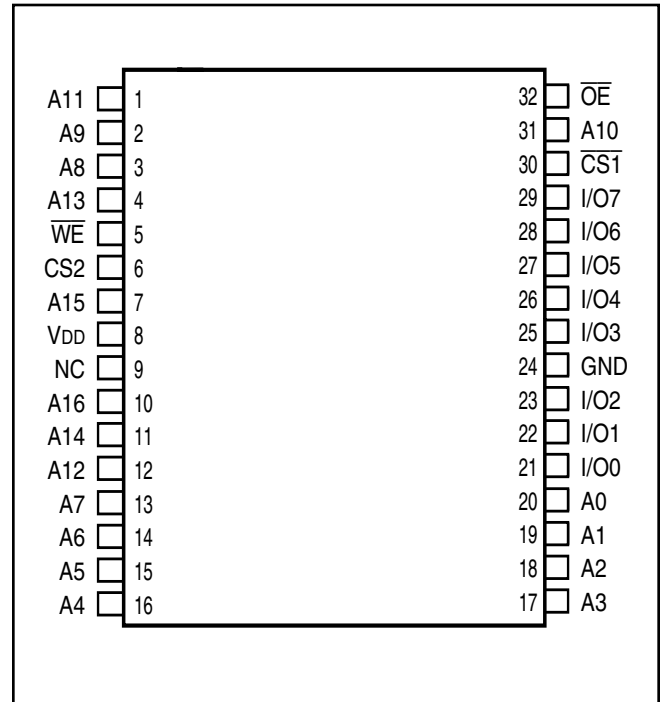 A11 1 32 O̅E̅
A9 2 31 A10
A8 3 30 C̅S̅1̅
A13 4 29 I/O7
W̅E̅ 5 28 I/O6
CS2 6 27 I/O5
A15 7 26 I/O4
VDD 8 25 I/O3
NC 9 24 GND
A16 10 23 I/O2
A14 11 22 I/O1
A12 12 21 I/O0
A7 13 20 A0
A6 14 19 A1
A5 15 18 A2
A4 16 17 A3